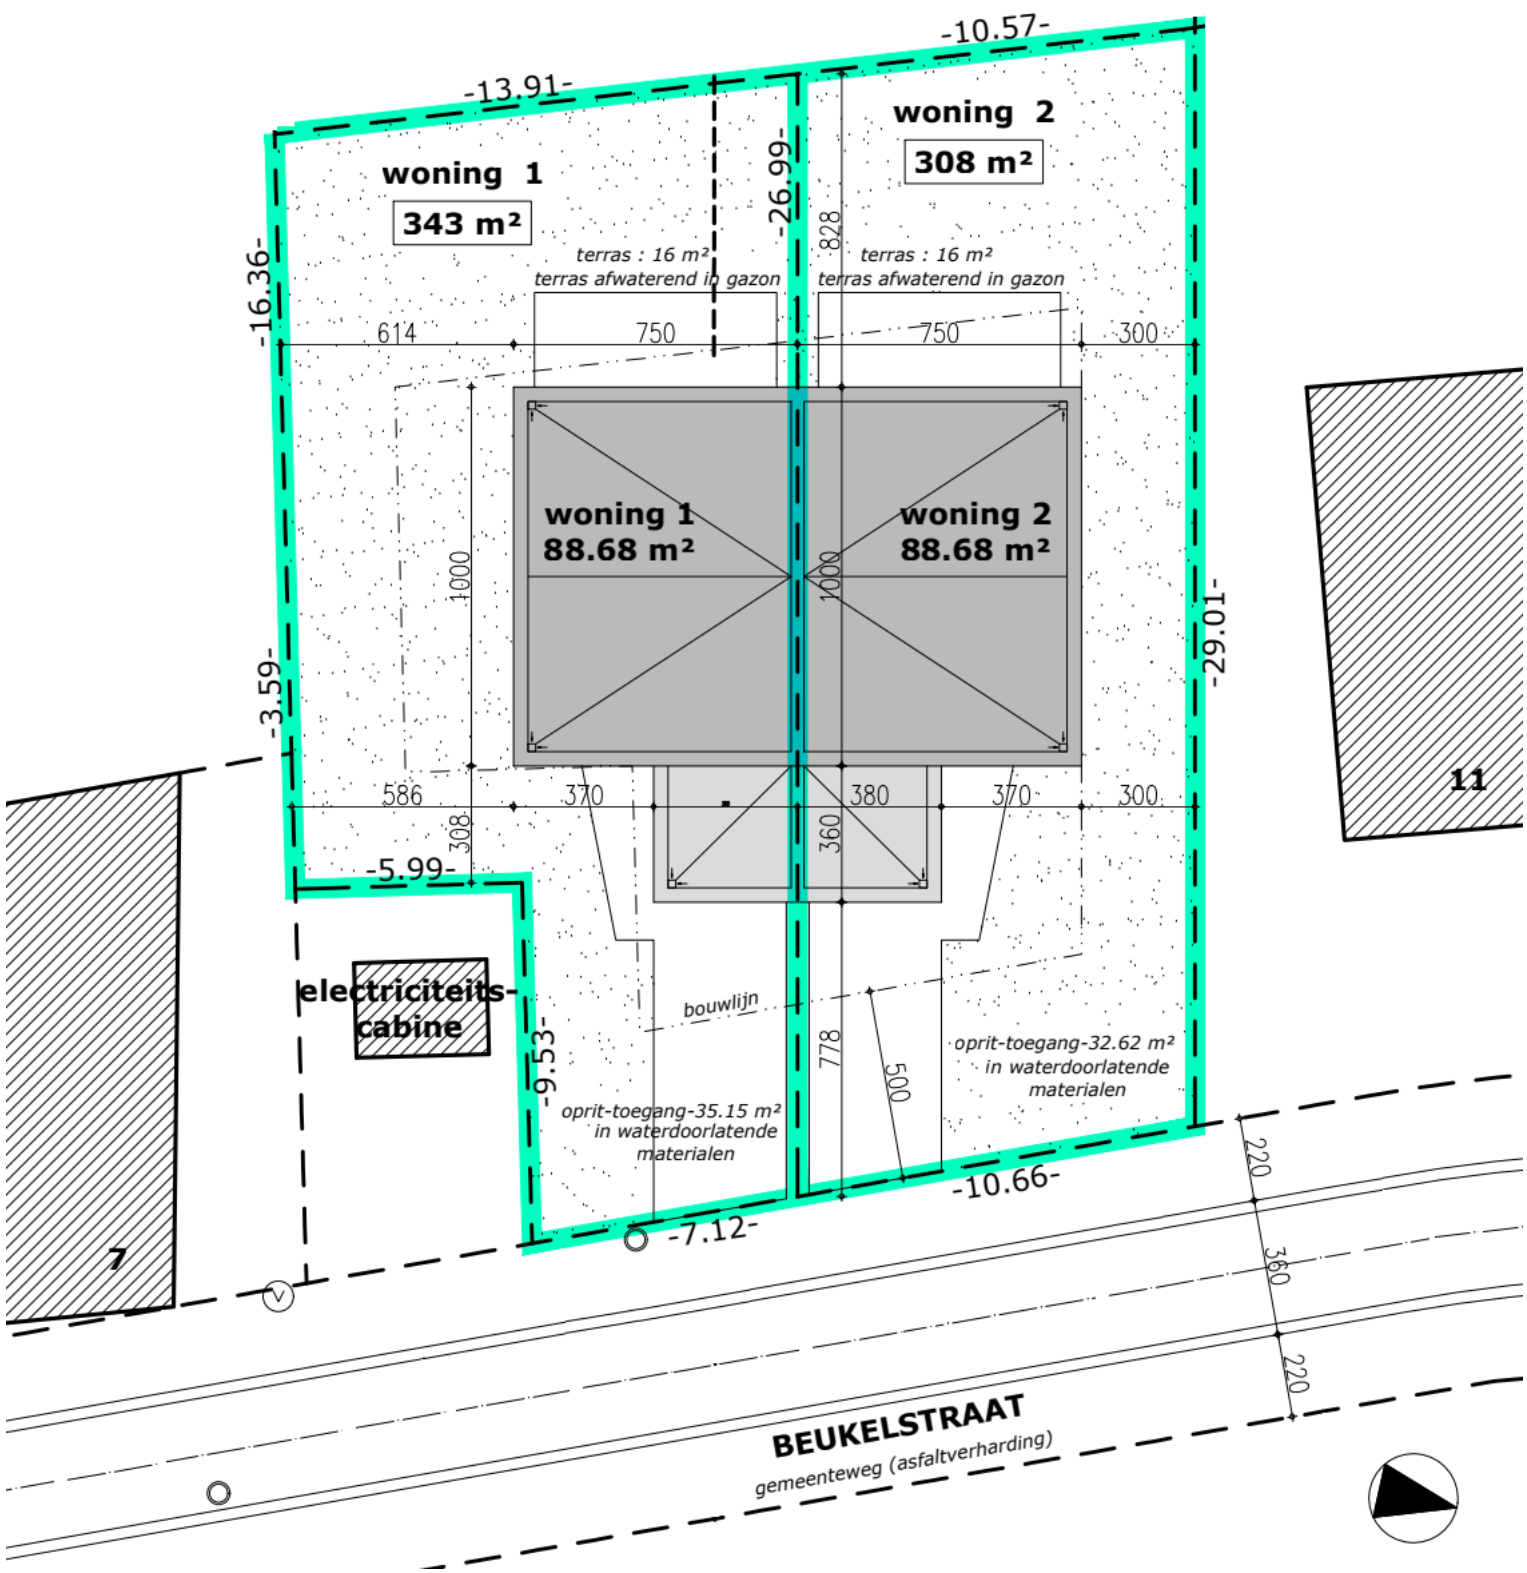 -10.57-
-13.91-
woning 2
308 m²
woning 1
343 m²
-26.99-
828
-16.36-
terras : 16 m²
terras afwaterend in gazon
terras : 16 m²
terras afwaterend in gazon
614
750
750
300
woning 1
88.68 m²
woning 2
88.68 m²
1000
1000
-29.01-
-3.59-
11
586
370
380
370
300
308
360
-5.99-
electriciteits-
cabine
bouwlijn
-9.53-
778
500
oprit-toegang-32.62 m²
in waterdoorlatende
materialen
oprit-toegang-35.15 m²
in waterdoorlatende
materialen
220
-10.66-
-7.12-
7
V
360
220
BEUKELSTRAAT
gemeenteweg (asfaltverharding)